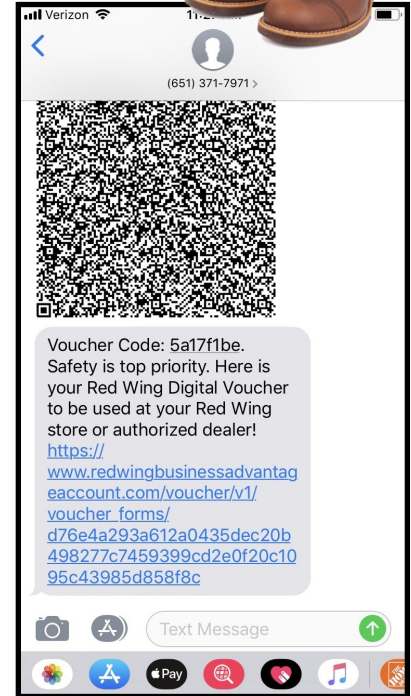 Verizon
(651) 371-7971 >
Voucher Code: 5a17f1be.
Safety is top priority. Here is
your Red Wing Digital Voucher
to be used at your Red Wing
store or authorized dealer!
https://
www.redwingbusinessadvantag
eaccount.com/voucher/v1/
voucher_forms/
d76e4a293a612a0435dec20b
498277c7459399cd2e0f20c10
95c43985d858f8c
Text Message
Pay